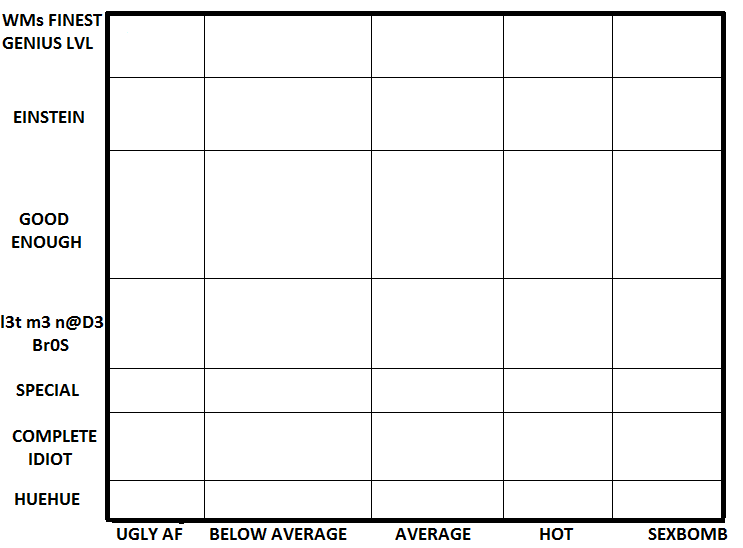 WMs FINEST
GENIUS LVL
EINSTEIN
GOOD
ENOUGH
l3t m3 n@D3
Br0S
SPECIAL
COMPLETE
IDIOT
HUEHUE
UGLY AF BELOW AVERAGE AVERAGE HOT SEXBOMB